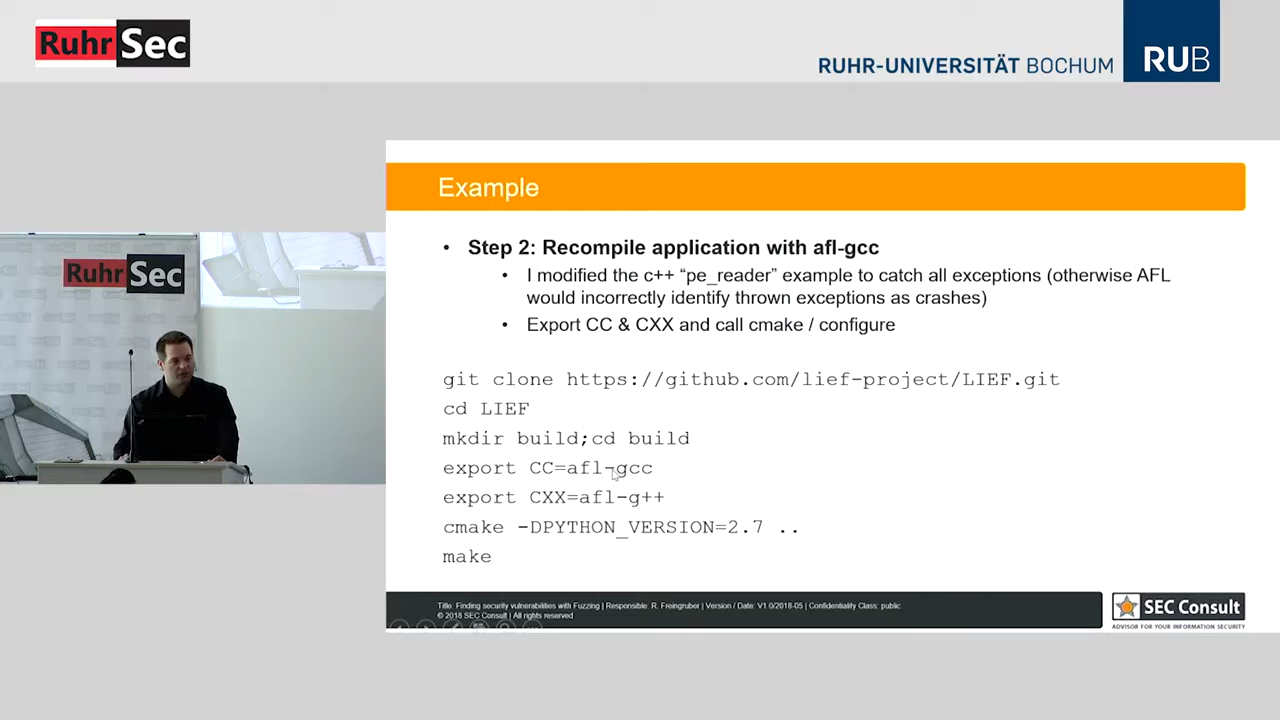 RuhrSec
RUHR-UNIVERSITÄT BOCHUM
RUB
RuhrSec
Example
• Step 2: Recompile application with afl-gcc
• I modified the c++ “pe_reader” example to catch all exceptions (otherwise AFL
would incorrectly identify thrown exceptions as crashes)
• Export CC & CXX and call cmake / configure
git clone https://github.com/lief-project/LIEF.git
cd LIEF
mkdir build;cd build
export CC=afl-gcc
export CXX=afl-g++
cmake -DPYTHON_VERSION=2.7 ..
make
Title: Finding security vulnerabilities with Fuzzing | Responsible: R. Freingruber | Version / Date: V1.0/2018-05 | Confidentiality Class: public
© 2018 SEC Consult | All rights reserved
SEC Consult
ADVISOR FOR YOUR INFORMATION SECURITY